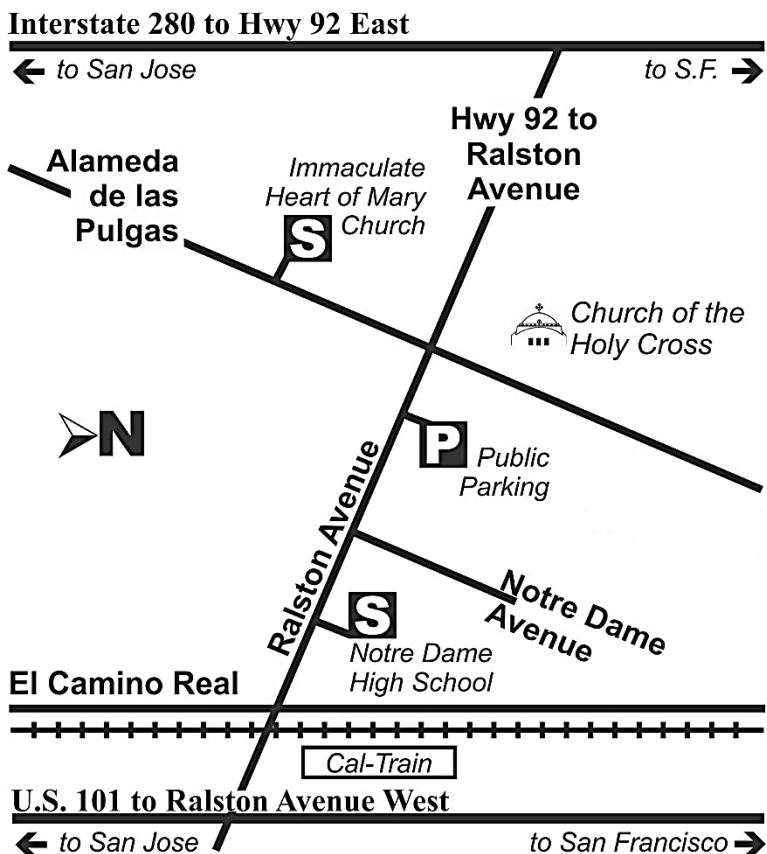 Interstate 280 to Hwy 92 East
to San Jose
to S.F.
Hwy 92 to
Ralston
Avenue
Alameda
de las
Pulgas
Immaculate
Heart of Mary
Church
S
Church of the
Holy Cross
N
P
Public
Parking
Ralston Avenue
Notre Dame
Avenue
S
Notre Dame
High School
El Camino Real
Cal-Train
U.S. 101 to Ralston Avenue West
to San Jose
to San Francisco